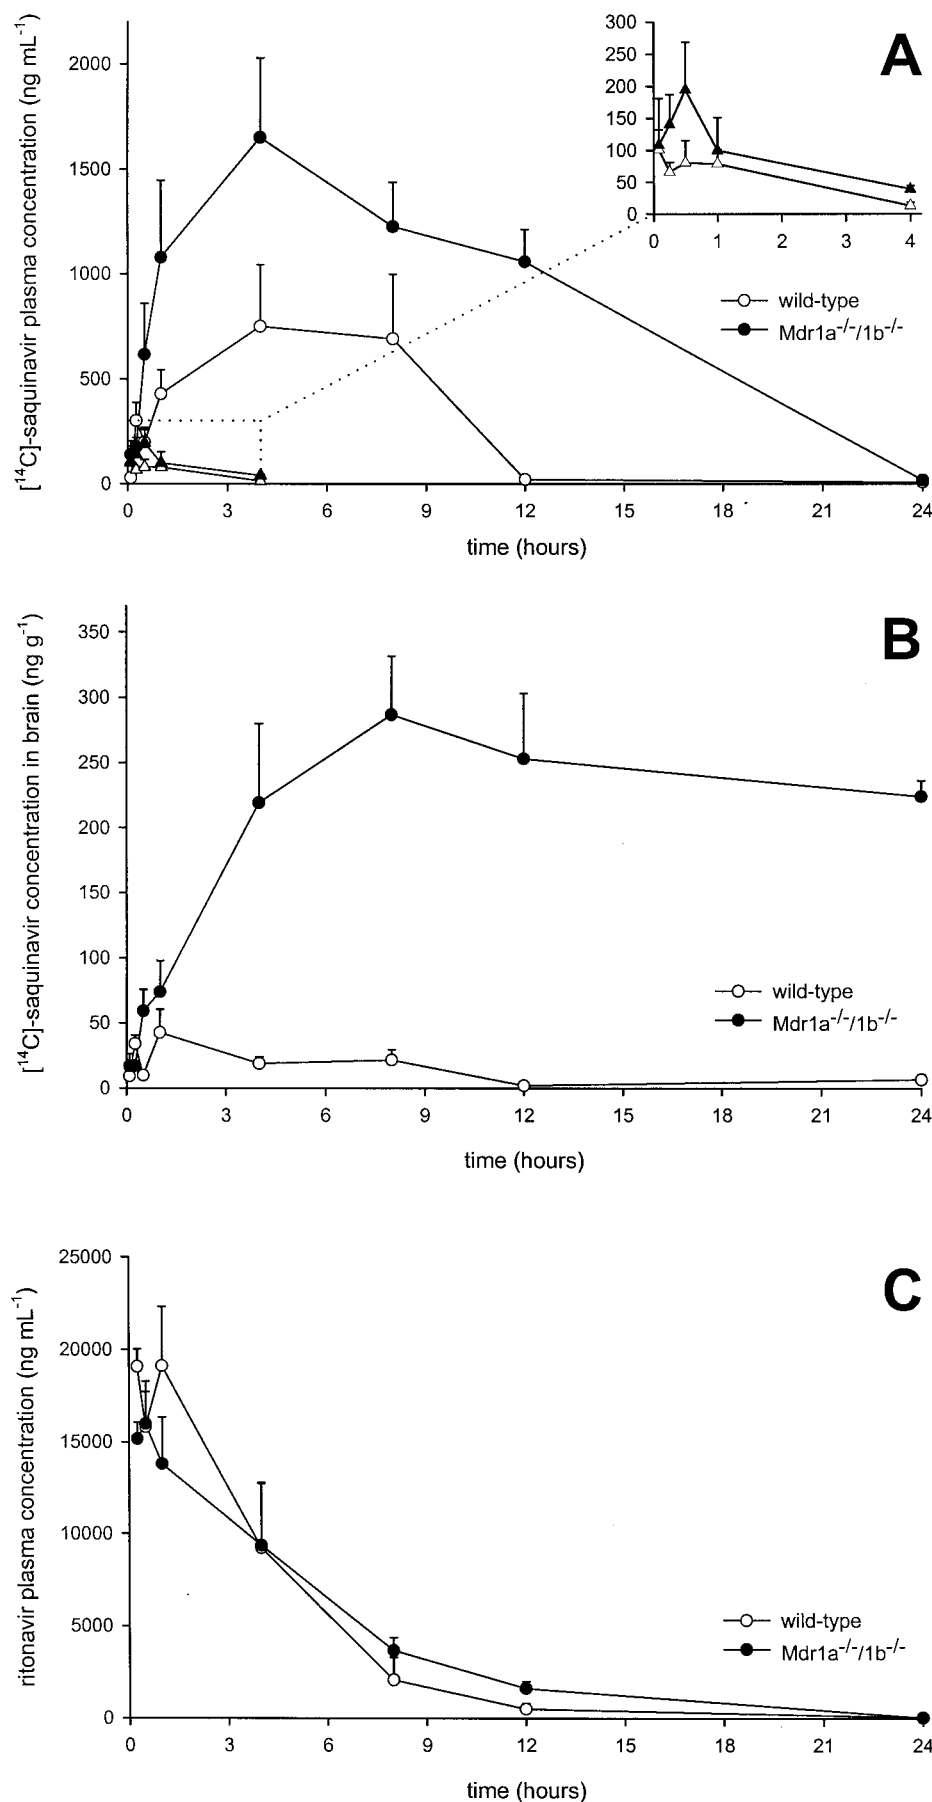 A
[¹⁴C]-saquinavir plasma concentration (ng mL⁻¹)
2000
1500
1000
500
0
0 3 6 9 12 15 18 21 24
time (hours)
300
250
200
150
100
50
0
0 1 2 3 4
wild-type
Mdr1a⁻/⁻/1b⁻/⁻
B
[¹⁴C]-saquinavir concentration in brain (ng g⁻¹)
350
300
250
200
150
100
50
0
0 3 6 9 12 15 18 21 24
time (hours)
wild-type
Mdr1a⁻/⁻/1b⁻/⁻
C
ritonavir plasma concentration (ng mL⁻¹)
25000
20000
15000
10000
5000
0
0 3 6 9 12 15 18 21 24
time (hours)
wild-type
Mdr1a⁻/⁻/1b⁻/⁻